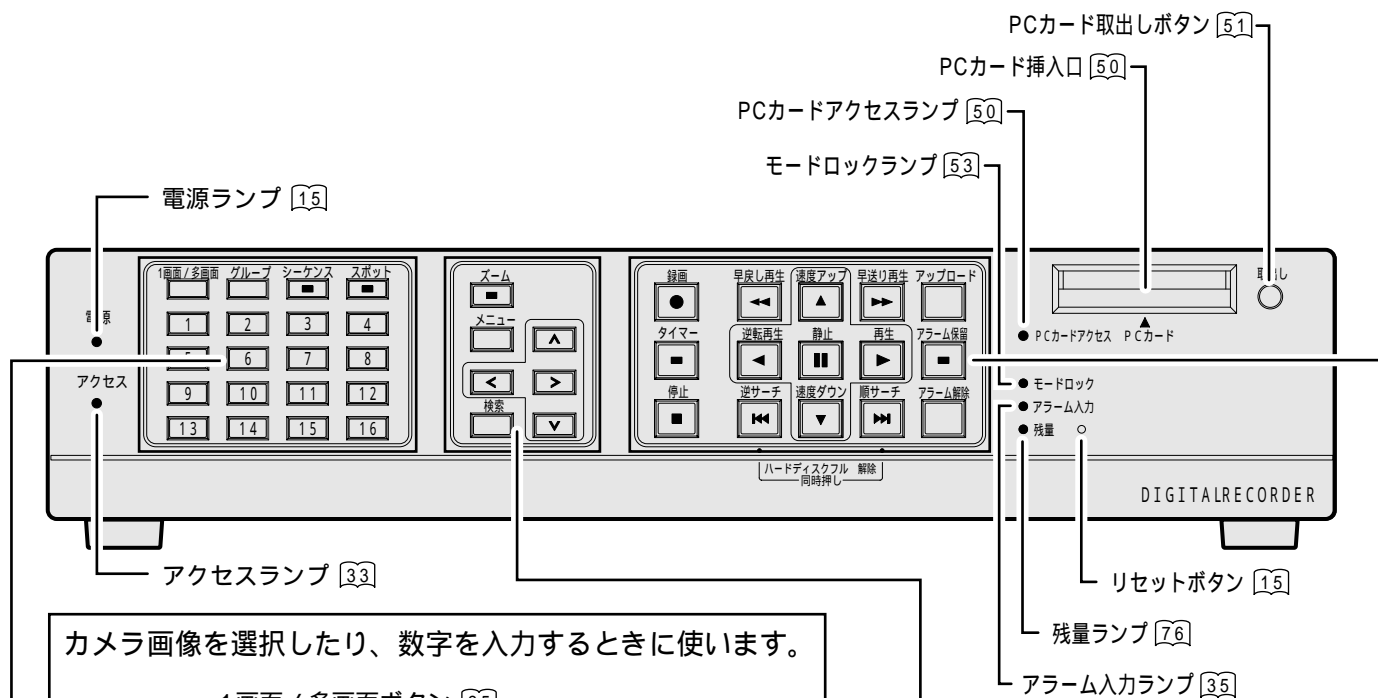 PCカード取出しボタン 51
PCカード挿入口 50
PCカードアクセスランプ 50
モードロックランプ 53
電源ランプ 15
1画面/多画面 グループ シーケンス スポット
ズーム
録画 早戻し再生 速度アップ 早送り再生 アップロード
電源
1 2 3 4
メニュー
タイマー 逆転再生 静止 再生 アラーム保留
PCカードアクセス PCカード
6 7 8
アクセス
モードロック
9 10 11 12
検索
停止 逆サーチ 速度ダウン 順サーチ アラーム解除
アラーム入力
13 14 15 16
残量
ハードディスクフル 解除
同時押し
DIGITALRECORDER
アクセスランプ 33
リセットボタン 15
カメラ画像を選択したり、数字を入力するときに使います。
残量ランプ 76
アラーム入力ランプ 35